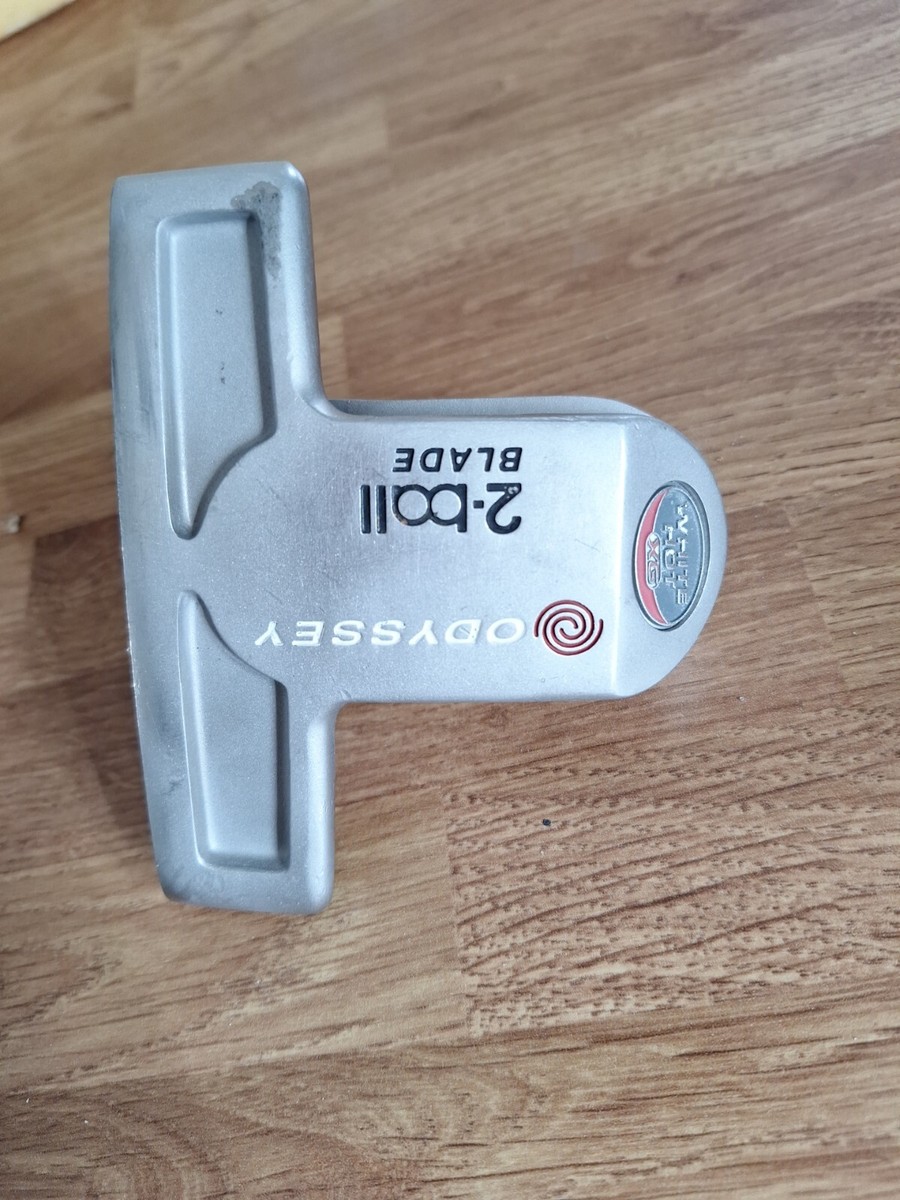 ODYSSEY
2-ball
BLADE
WHITE
HOT
XG